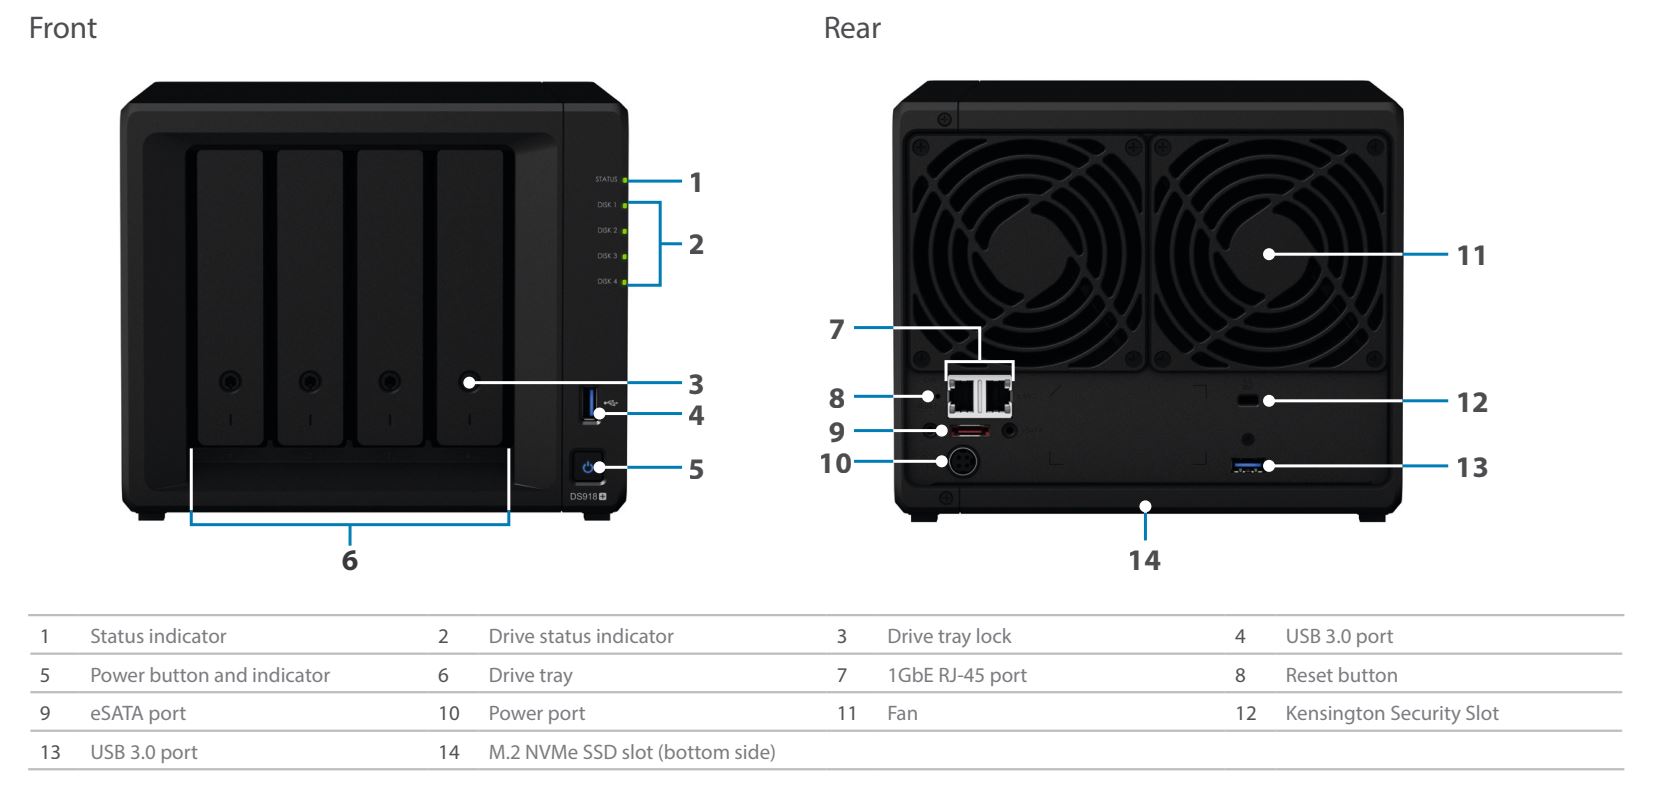 Front
Rear
STATUS
1
DISK 1
DISK 2
2
DISK 3
DISK 4
3
4
5
DS918+
6
7
8
9
10
11
12
13
14
1 Status indicator 2 Drive status indicator 3 Drive tray lock 4 USB 3.0 port
5 Power button and indicator 6 Drive tray 7 1GbE RJ-45 port 8 Reset button
9 eSATA port 10 Power port 11 Fan 12 Kensington Security Slot
13 USB 3.0 port 14 M.2 NVMe SSD slot (bottom side)